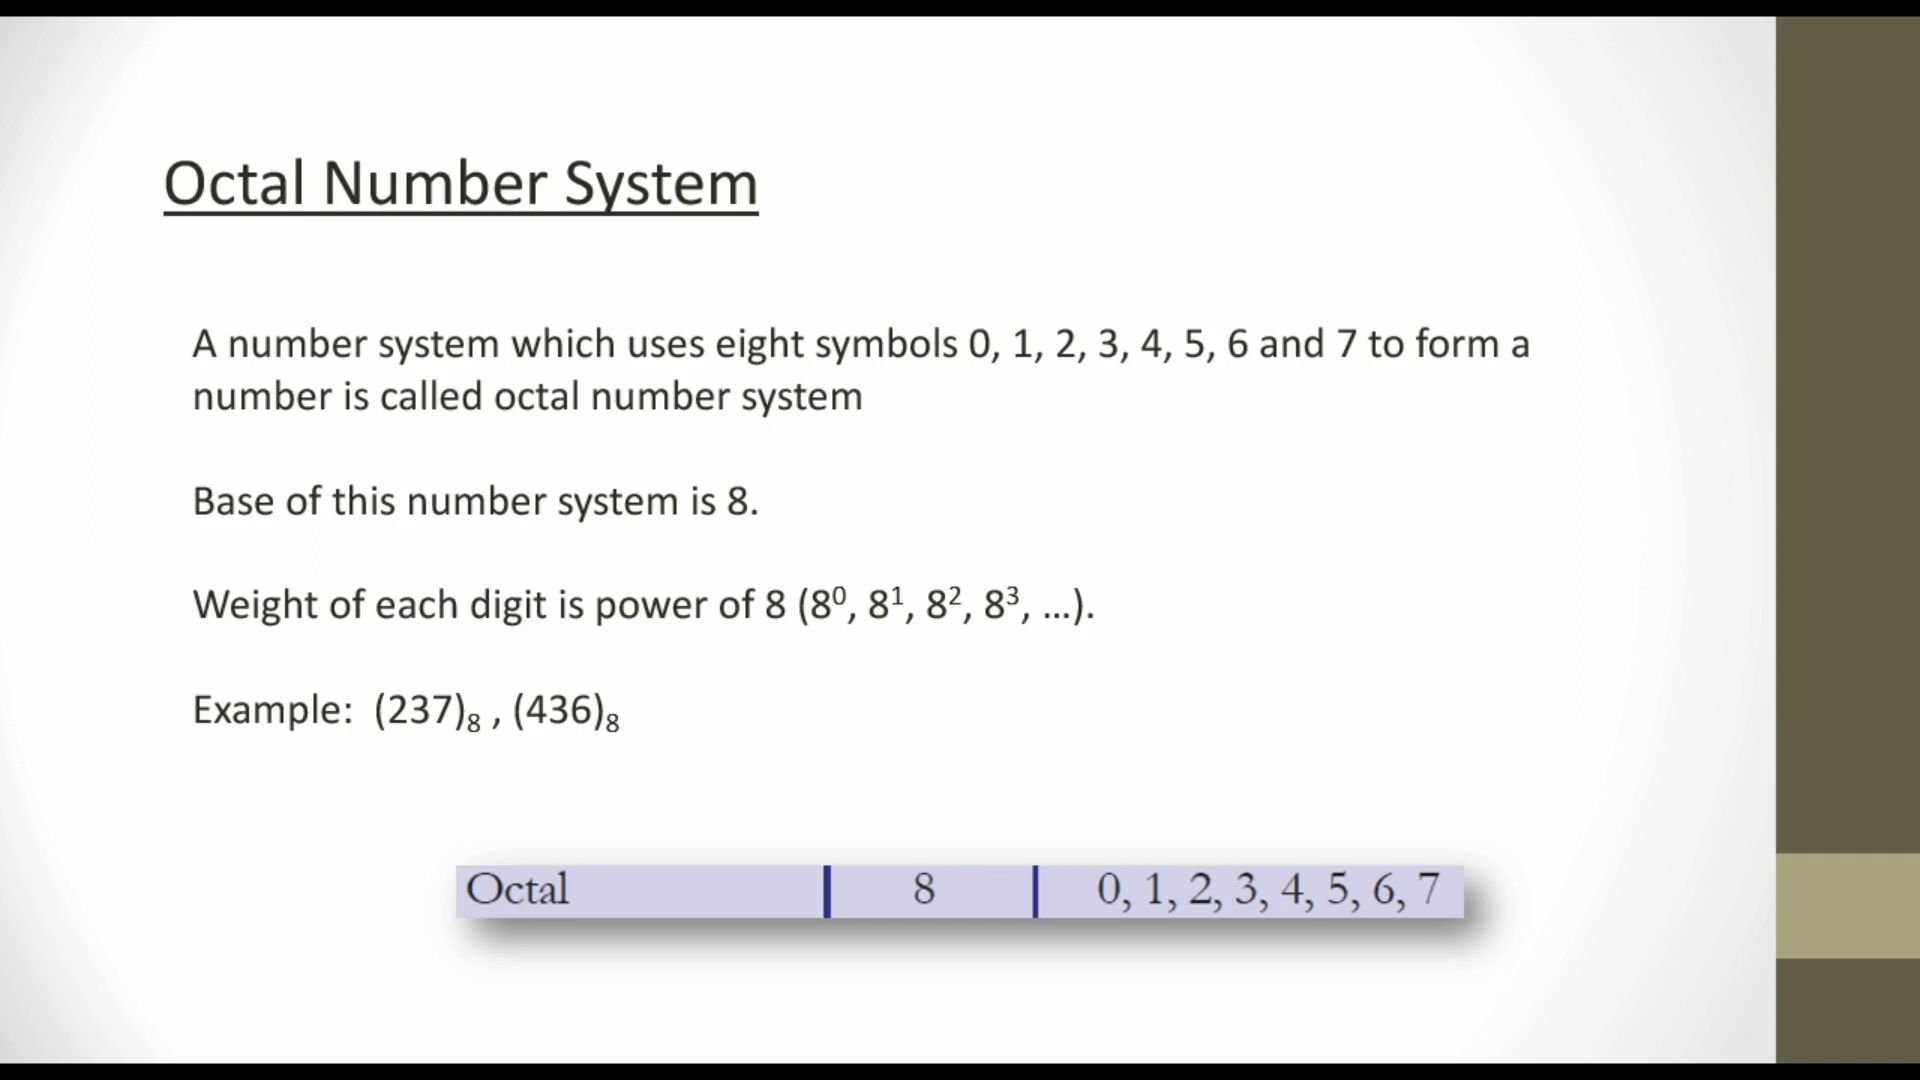 Octal Number System
A number system which uses eight symbols 0, 1, 2, 3, 4, 5, 6 and 7 to form a
number is called octal number system
Base of this number system is 8.
Weight of each digit is power of 8 (8⁰, 8¹, 8², 8³, ...).
Example: (237)₈ , (436)₈
Octal 8 0, 1, 2, 3, 4, 5, 6, 7